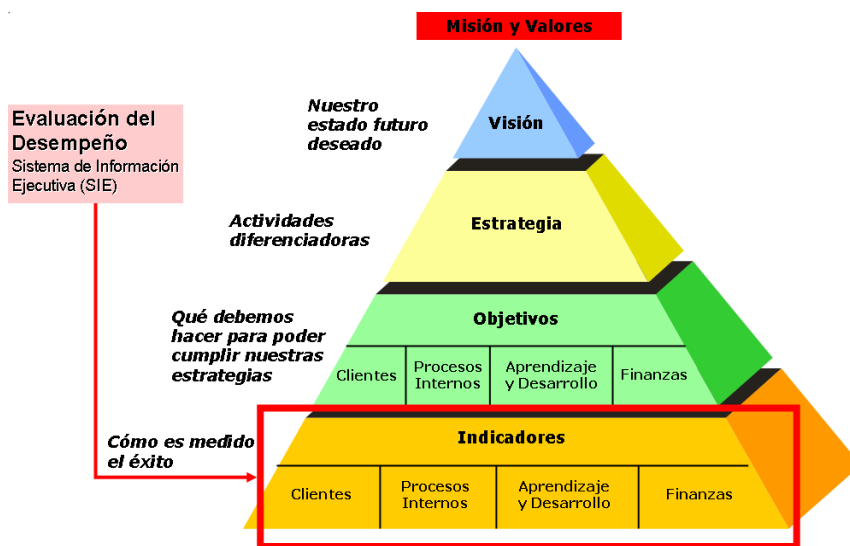 Misión y Valores
Nuestro
estado futuro
deseado
Visión
Evaluación del
Desempeño
Sistema de Información
Ejecutiva (SIE)
Actividades
diferenciadoras
Estrategia
Qué debemos
hacer para poder
cumplir nuestras
estrategias
Objetivos
Clientes
Procesos
Internos
Aprendizaje
y Desarrollo
Finanzas
Cómo es medido
el éxito
Indicadores
Clientes
Procesos
Internos
Aprendizaje
y Desarrollo
Finanzas